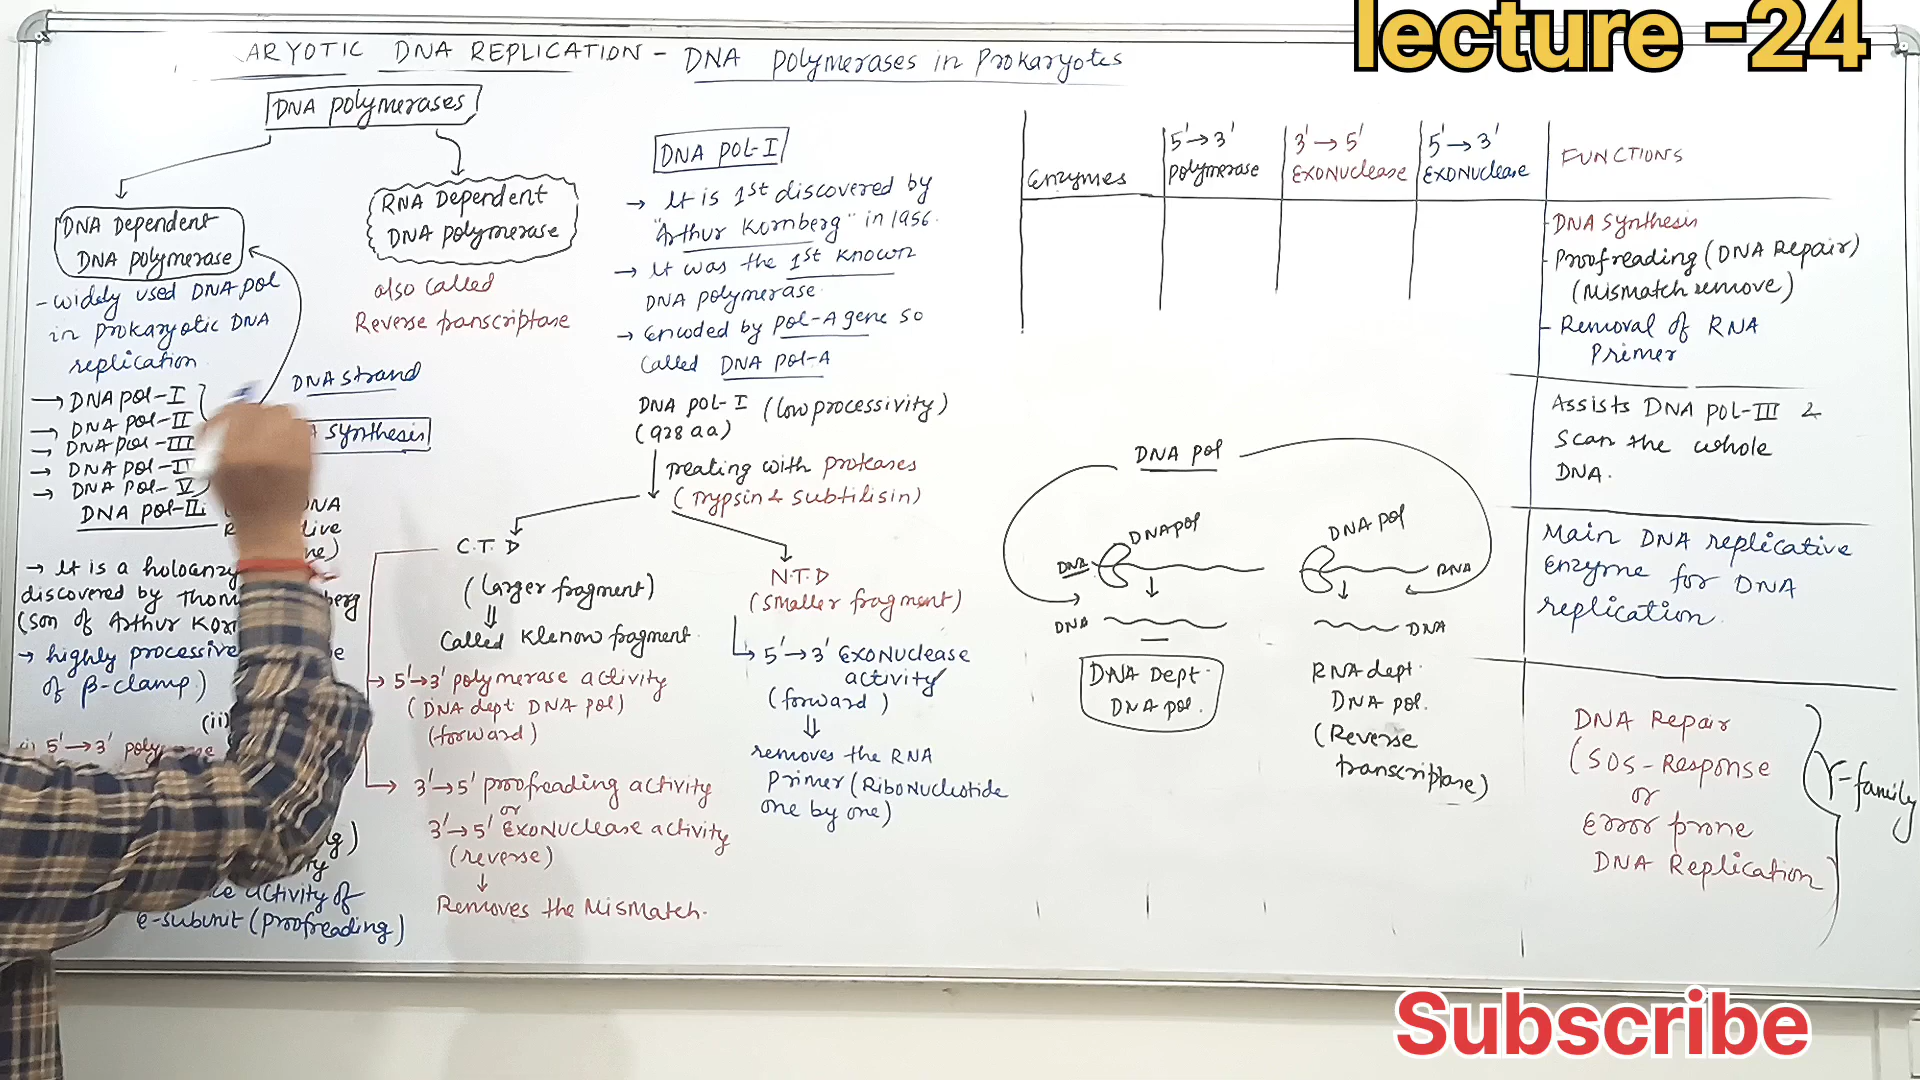 lecture -24
ARYOTIC DNA REPLICATION - DNA Polymerases in Prokaryotes
DNA Polymerases
DNA Dependent
DNA Polymerase
- widely used DNA Pol
in Prokaryotic DNA
replication
→ DNA Pol-I
→ DNA Pol-II
→ DNA Pol-III
→ DNA Pol-IV
→ DNA Pol-V
DNA Pol-III
RNA Dependent
DNA Polymerase
also called
Reverse transcriptase
DNA strand
synthesis
DNA
→ It is a holoenzy
discovered by Thom
(son of Arthur Kor
→ highly processive
of β-clamp)
(ii)
5'→3' poly
activity of
ε-subunit (Proofreading)
DNA Pol-I
→ It is 1st discovered by
"Arthur Kornberg" in 1956.
→ It was the 1st known
DNA polymerase.
→ Encoded by Pol-A gene so
called DNA Pol-A
DNA Pol-I (low processivity)
(928 aa)
treating with Proteases
(Trypsin & Subtilisin)
C.T.D
(larger fragment)
⇓
called Klenow fragment.
→ 5'→3' polymerase activity
(DNA dept DNA Pol)
(forward)
→ 3'→5' proofreading activity
or
3'→5' Exonuclease activity
(reverse)
↓
Removes the Mismatch.
N.T.D
(smaller fragment)
→ 5'→3' Exonuclease
activity
(forward)
⇓
removes the RNA
Primer (Ribonucleotide
one by one)
Enzymes
5'→3'
Polymerase
3'→5'
Exonuclease
5'→3'
Exonuclease
FUNCTIONS
- DNA Synthesis
- Proofreading (DNA Repair)
(Mismatch remove)
- Removal of RNA
Primer
Assists DNA Pol-III &
Scan the whole
DNA.
Main DNA replicative
Enzyme for DNA
replication.
DNA Repair
(SOS-Response
or
Error prone
DNA Replication
Y-family
DNA Pol
DNA Pol
DNA
DNA
DNA Dept.
DNA Pol.
DNA Pol
RNA
DNA
RNA dept.
DNA Pol.
(Reverse
transcriptase)
Subscribe